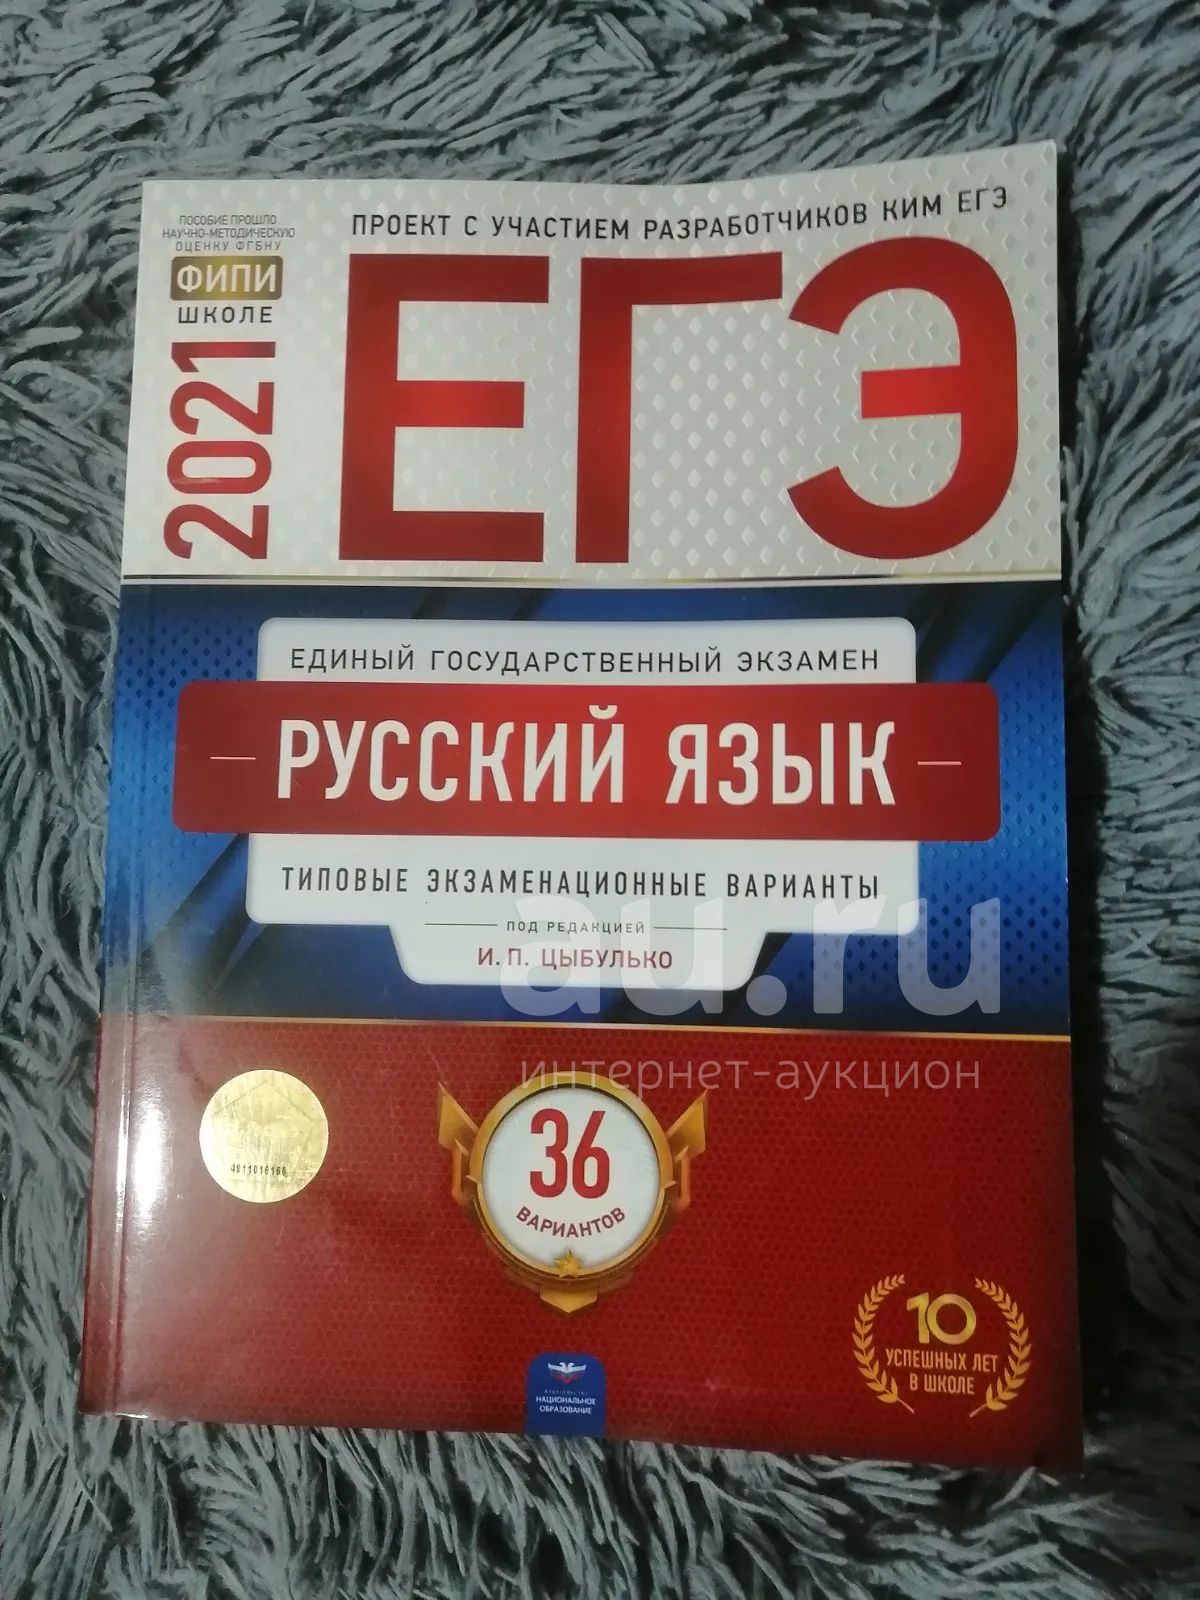 ПОСОБИЕ ПРОШЛО
НАУЧНО-МЕТОДИЧЕСКУЮ
ОЦЕНКУ ФГБНУ
ФИПИ
ШКОЛЕ
2021
ПРОЕКТ С УЧАСТИЕМ РАЗРАБОТЧИКОВ КИМ ЕГЭ
ЕГЭ
ЕДИНЫЙ ГОСУДАРСТВЕННЫЙ ЭКЗАМЕН
РУССКИЙ ЯЗЫК
ТИПОВЫЕ ЭКЗАМЕНАЦИОННЫЕ ВАРИАНТЫ
ПОД РЕДАКЦИЕЙ
И. П. ЦЫБУЛЬКО
au.ru
интернет-аукцион
36
ВАРИАНТОВ
4811016166
10
УСПЕШНЫХ ЛЕТ
В ШКОЛЕ
ИЗДАТЕЛЬСТВО
НАЦИОНАЛЬНОЕ
ОБРАЗОВАНИЕ